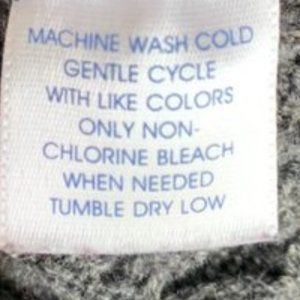 MACHINE WASH COLD
GENTLE CYCLE
WITH LIKE COLORS
ONLY NON-
CHLORINE BLEACH
WHEN NEEDED
TUMBLE DRY LOW